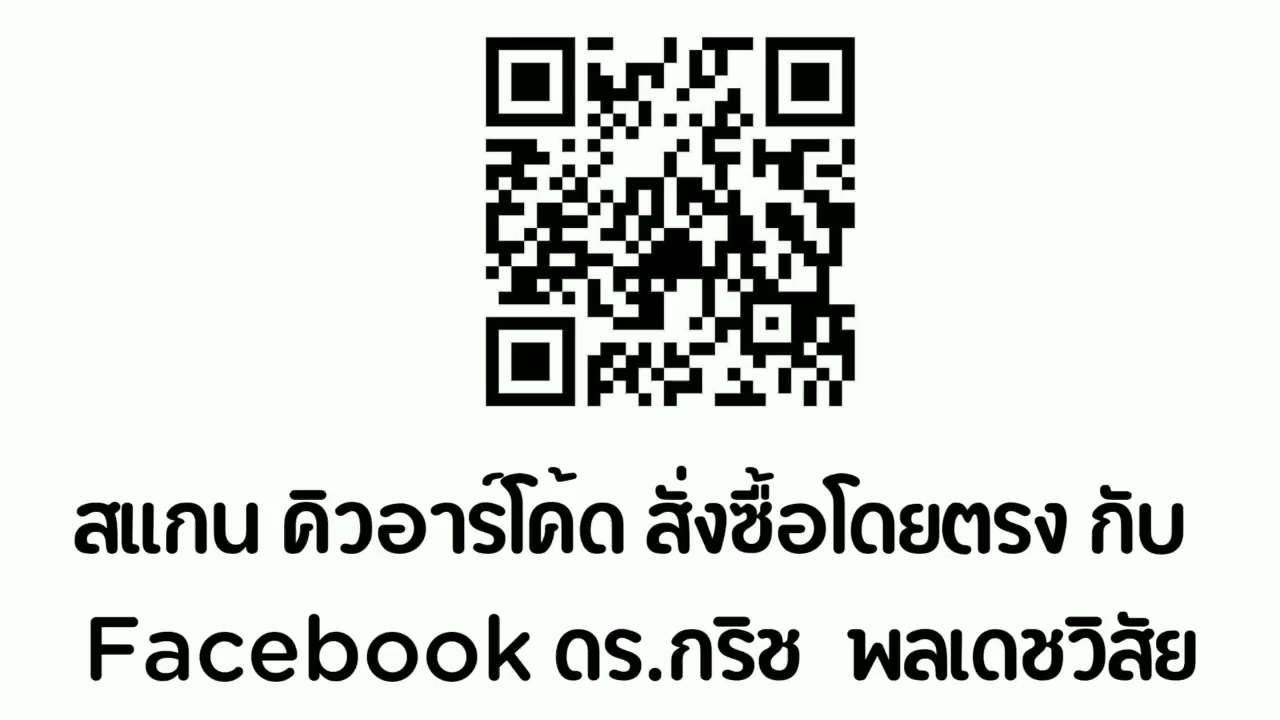 สแกน คิวอาร์โค้ด สั่งซื้อโดยตรง กับ
Facebook ดร.กริช พลเดชวิสัย